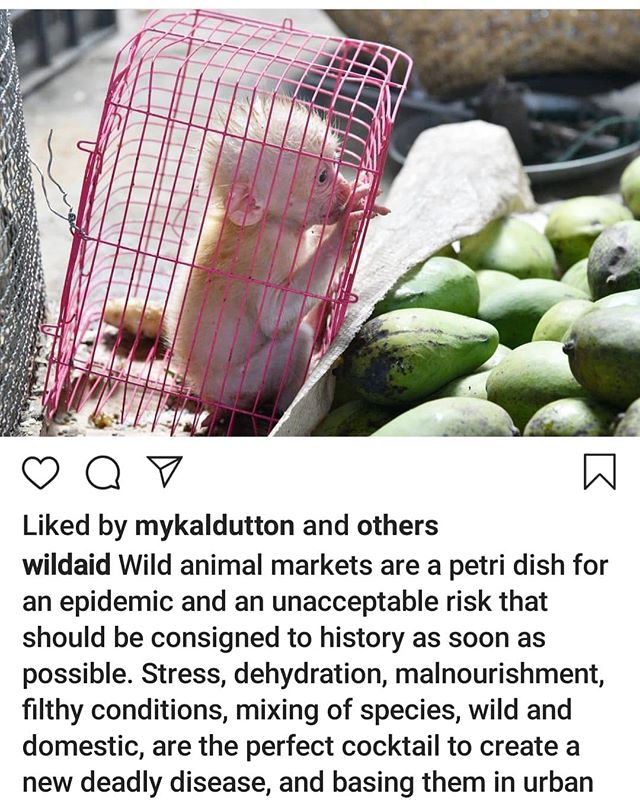 Liked by mykaldutton and others
wildaid Wild animal markets are a petri dish for
an epidemic and an unacceptable risk that
should be consigned to history as soon as
possible. Stress, dehydration, malnourishment,
filthy conditions, mixing of species, wild and
domestic, are the perfect cocktail to create a
new deadly disease, and basing them in urban